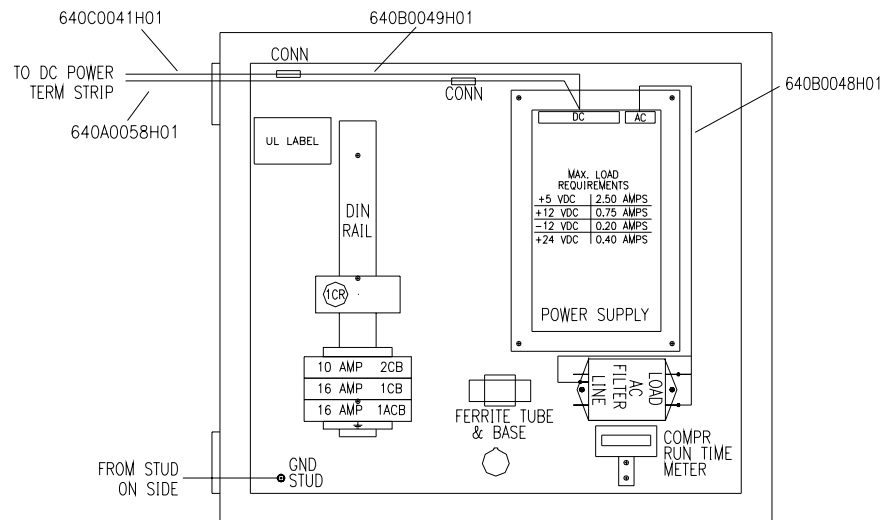 640C0041H01
640B0049H01
CONN
TO DC POWER
TERM STRIP
CONN
640B0048H01
640A0058H01
DC
AC
UL LABEL
MAX. LOAD
REQUIREMENTS
+5 VDC 2.50 AMPS
+12 VDC 0.75 AMPS
-12 VDC 0.20 AMPS
+24 VDC 0.40 AMPS
DIN
RAIL
1CR
POWER SUPPLY
10 AMP 2CB
16 AMP 1CB
16 AMP 1ACB
LOAD
AC
FILTER
LINE
FERRITE TUBE
& BASE
COMPR
RUN TIME
METER
FROM STUD
ON SIDE
GND
STUD